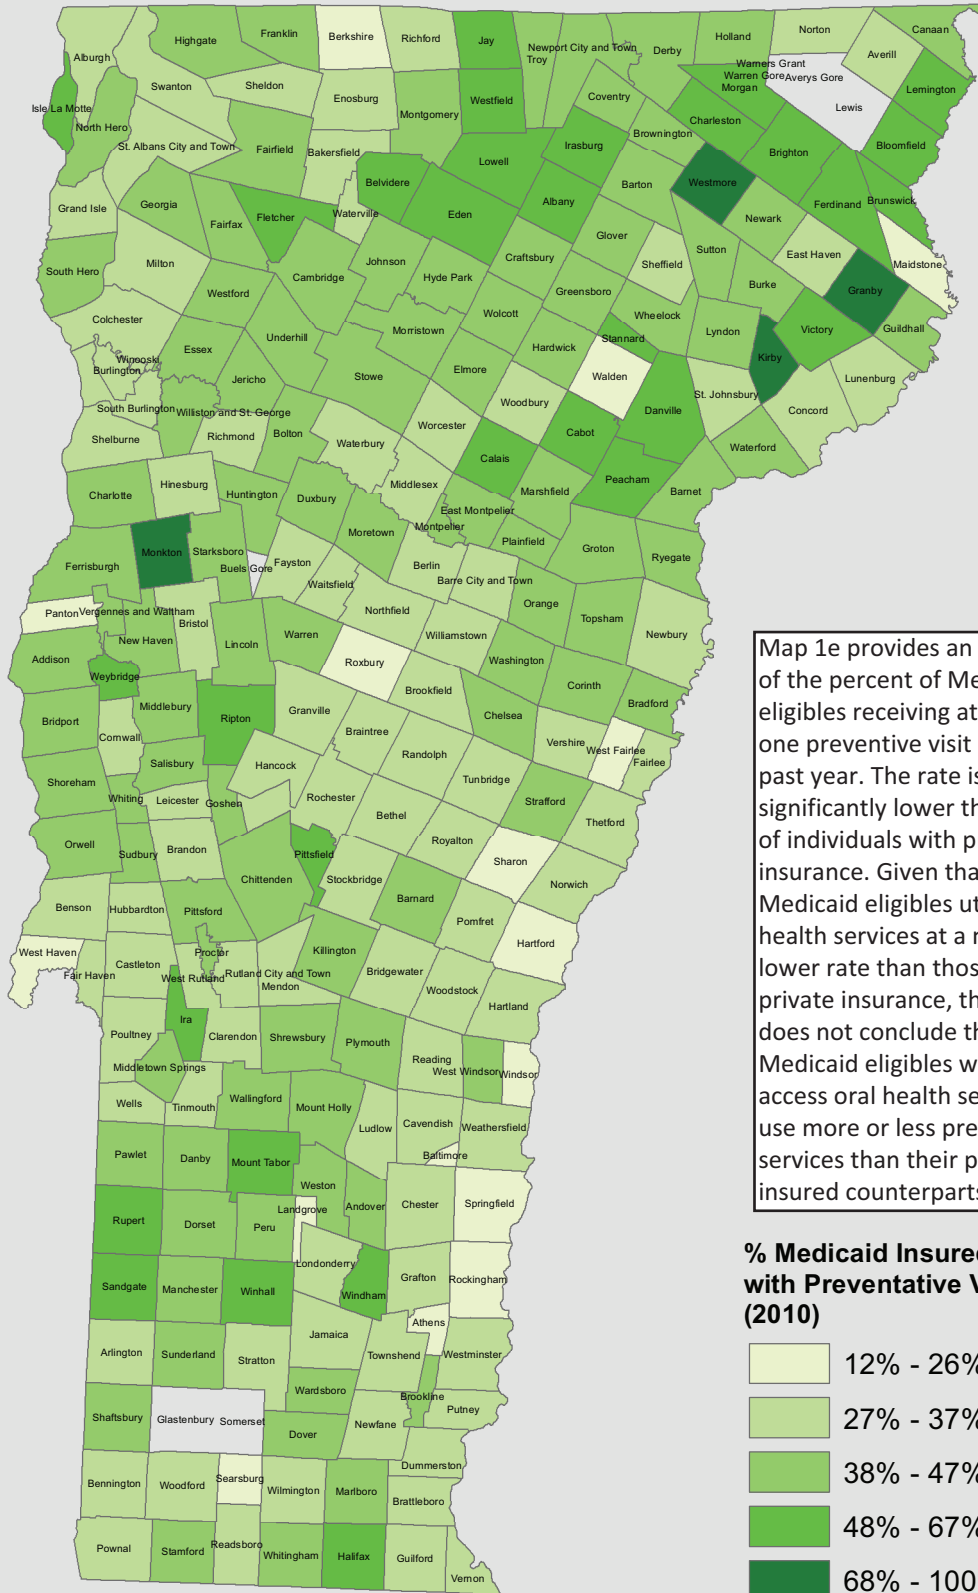 Highgate
Franklin
Berkshire
Richford
Jay
Newport City and Town
Troy
Derby
Holland
Norton
Canaan
Averill
Warners Grant
Warren Gore
Averys Gore
Morgan
Lewis
Lemington
Alburgh
Swanton
Sheldon
Enosburg
Montgomery
Westfield
Coventry
Charleston
Brownington
Isle La Motte
North Hero
St. Albans City and Town
Fairfield
Bakersfield
Lowell
Irasburg
Brighton
Bloomfield
Belvidere
Barton
Westmore
Ferdinand
Brunswick
Grand Isle
Georgia
Fairfax
Fletcher
Waterville
Eden
Albany
Newark
Glover
Sutton
East Haven
Maidstone
South Hero
Milton
Westford
Cambridge
Johnson
Hyde Park
Craftsbury
Sheffield
Burke
Granby
Greensboro
Wheelock
Lyndon
Victory
Guildhall
Colchester
Essex
Underhill
Morristown
Wolcott
Stannard
Hardwick
Kirby
Winooski
Burlington
Jericho
Stowe
Elmore
Walden
Lunenburg
St. Johnsbury
Concord
Woodbury
Danville
South Burlington
Williston and St. George
Shelburne
Richmond
Bolton
Waterbury
Worcester
Cabot
Waterford
Calais
Peacham
Barnet
Charlotte
Hinesburg
Huntington
Duxbury
Middlesex
Marshfield
East Montpelier
Montpelier
Moretown
Plainfield
Groton
Ryegate
Ferrisburgh
Monkton
Starksboro
Buels Gore
Fayston
Waitsfield
Berlin
Barre City and Town
Orange
Topsham
Newbury
Panton
Vergennes and Waltham
Bristol
New Haven
Lincoln
Warren
Northfield
Williamstown
Washington
Addison
Weybridge
Roxbury
Brookfield
Corinth
Bradford
Bridport
Middlebury
Ripton
Granville
Braintree
Chelsea
Vershire
West Fairlee
Fairlee
Cornwall
Salisbury
Hancock
Randolph
Tunbridge
Shoreham
Whiting
Leicester
Goshen
Rochester
Bethel
Strafford
Thetford
Orwell
Sudbury
Brandon
Pittsfield
Royalton
Sharon
Norwich
Chittenden
Stockbridge
Barnard
Benson
Hubbardton
Pittsford
Pomfret
Hartford
West Haven
Fair Haven
Castleton
Proctor
West Rutland
Rutland City and Town
Mendon
Killington
Bridgewater
Woodstock
Hartland
Poultney
Ira
Clarendon
Shrewsbury
Plymouth
Reading
West Windsor
Windsor
Middletown Springs
Wells
Tinmouth
Wallingford
Mount Holly
Ludlow
Cavendish
Weathersfield
Baltimore
Pawlet
Danby
Mount Tabor
Weston
Landgrove
Andover
Chester
Springfield
Rupert
Dorset
Peru
Londonderry
Grafton
Rockingham
Sandgate
Manchester
Winhall
Windham
Athens
Jamaica
Townshend
Westminster
Arlington
Sunderland
Stratton
Wardsboro
Brookline
Shaftsbury
Glastenbury
Somerset
Dover
Newfane
Putney
Dummerston
Bennington
Woodford
Searsburg
Wilmington
Marlboro
Brattleboro
Pownal
Stamford
Readsboro
Whitingham
Halifax
Guilford
Vernon
Map 1e provides an
of the percent of Me
eligibles receiving at
one preventive visit
past year. The rate is
significantly lower th
of individuals with p
insurance. Given tha
Medicaid eligibles ut
health services at a r
lower rate than thos
private insurance, th
does not conclude th
Medicaid eligibles w
access oral health se
use more or less pre
services than their p
insured counterparts
% Medicaid Insured
with Preventative V
(2010)
12% - 26%
27% - 37%
38% - 47%
48% - 67%
68% - 100